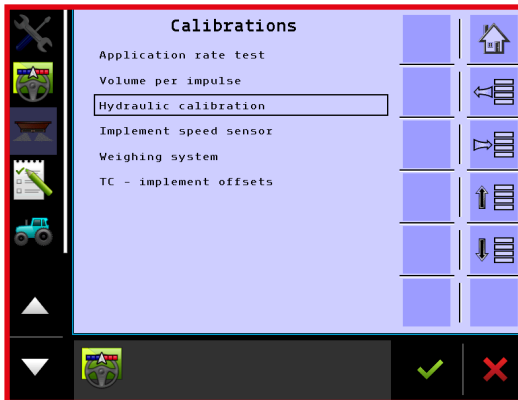 Calibrations
Application rate test
Volume per impulse
Hydraulic calibration
Implement speed sensor
Weighing system
TC - implement offsets